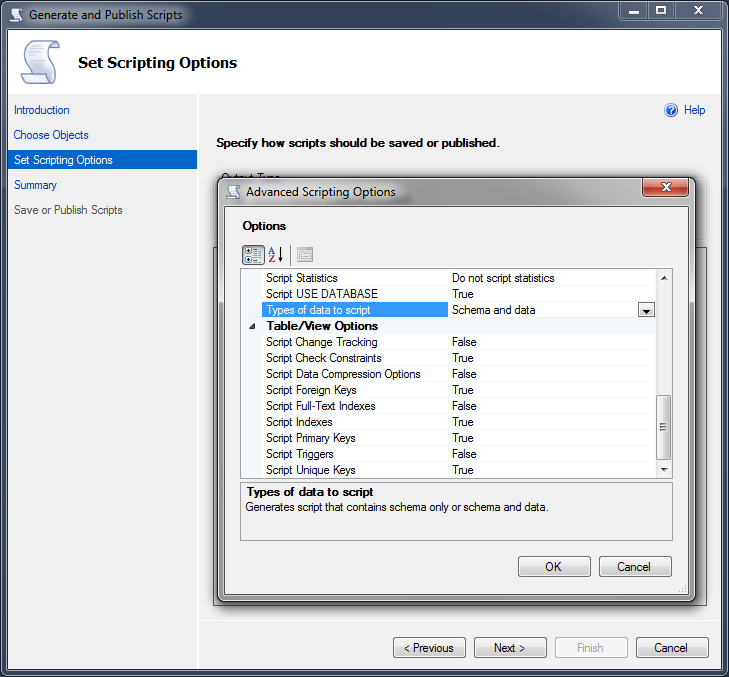 Generate and Publish Scripts
Set Scripting Options
Introduction
Choose Objects
Set Scripting Options
Summary
Save or Publish Scripts
Help
Specify how scripts should be saved or published.
Output Type
Advanced Scripting Options
Options
Script Statistics Do not script statistics
Script USE DATABASE True
Types of data to script Schema and data
Table/View Options
Script Change Tracking False
Script Check Constraints True
Script Data Compression Options False
Script Foreign Keys True
Script Full-Text Indexes False
Script Indexes True
Script Primary Keys True
Script Triggers False
Script Unique Keys True
Types of data to script
Generates script that contains schema only or schema and data.
OK Cancel
< Previous Next > Finish Cancel